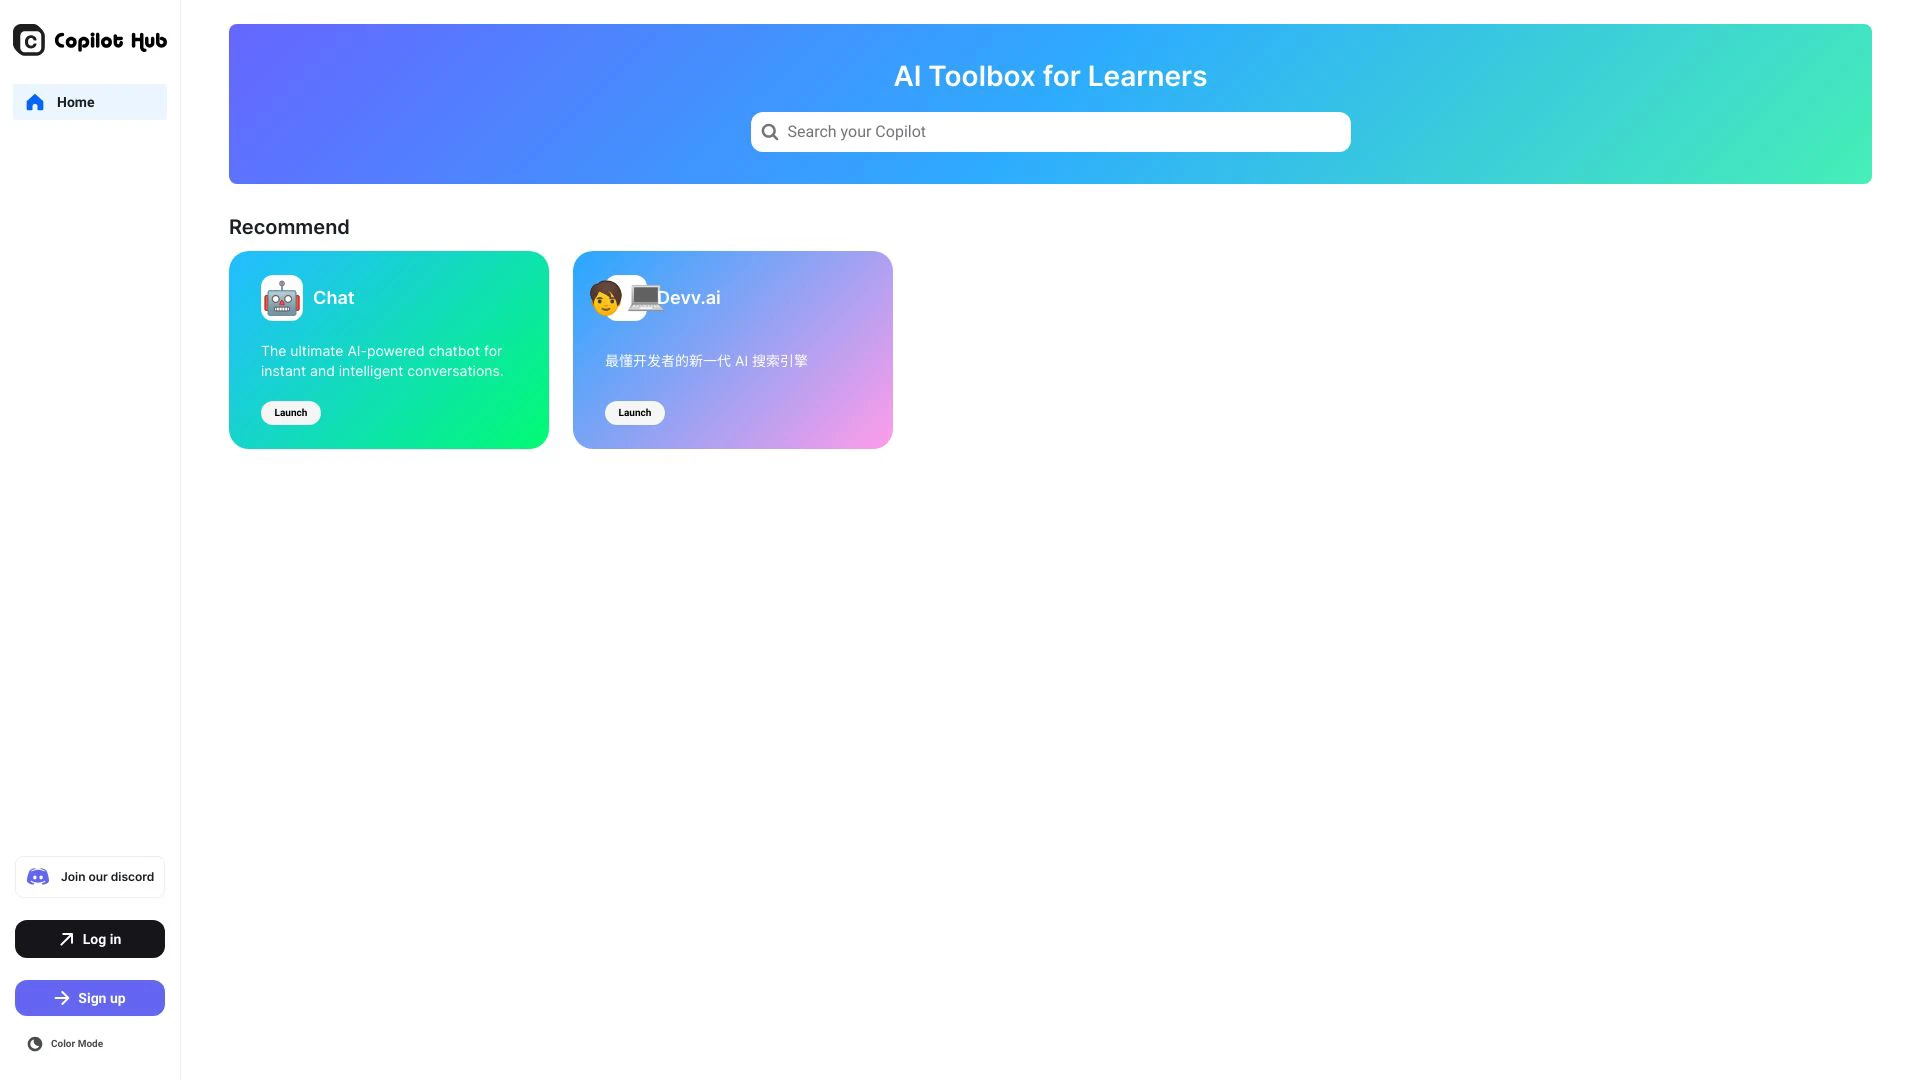 C Copilot Hub
Home
AI Toolbox for Learners
Search your Copilot
Recommend
Chat
The ultimate AI-powered chatbot for
instant and intelligent conversations.
Launch
Devv.ai
最懂开发者的新一代 AI 搜索引擎
Launch
Join our discord
Log in
Sign up
Color Mode